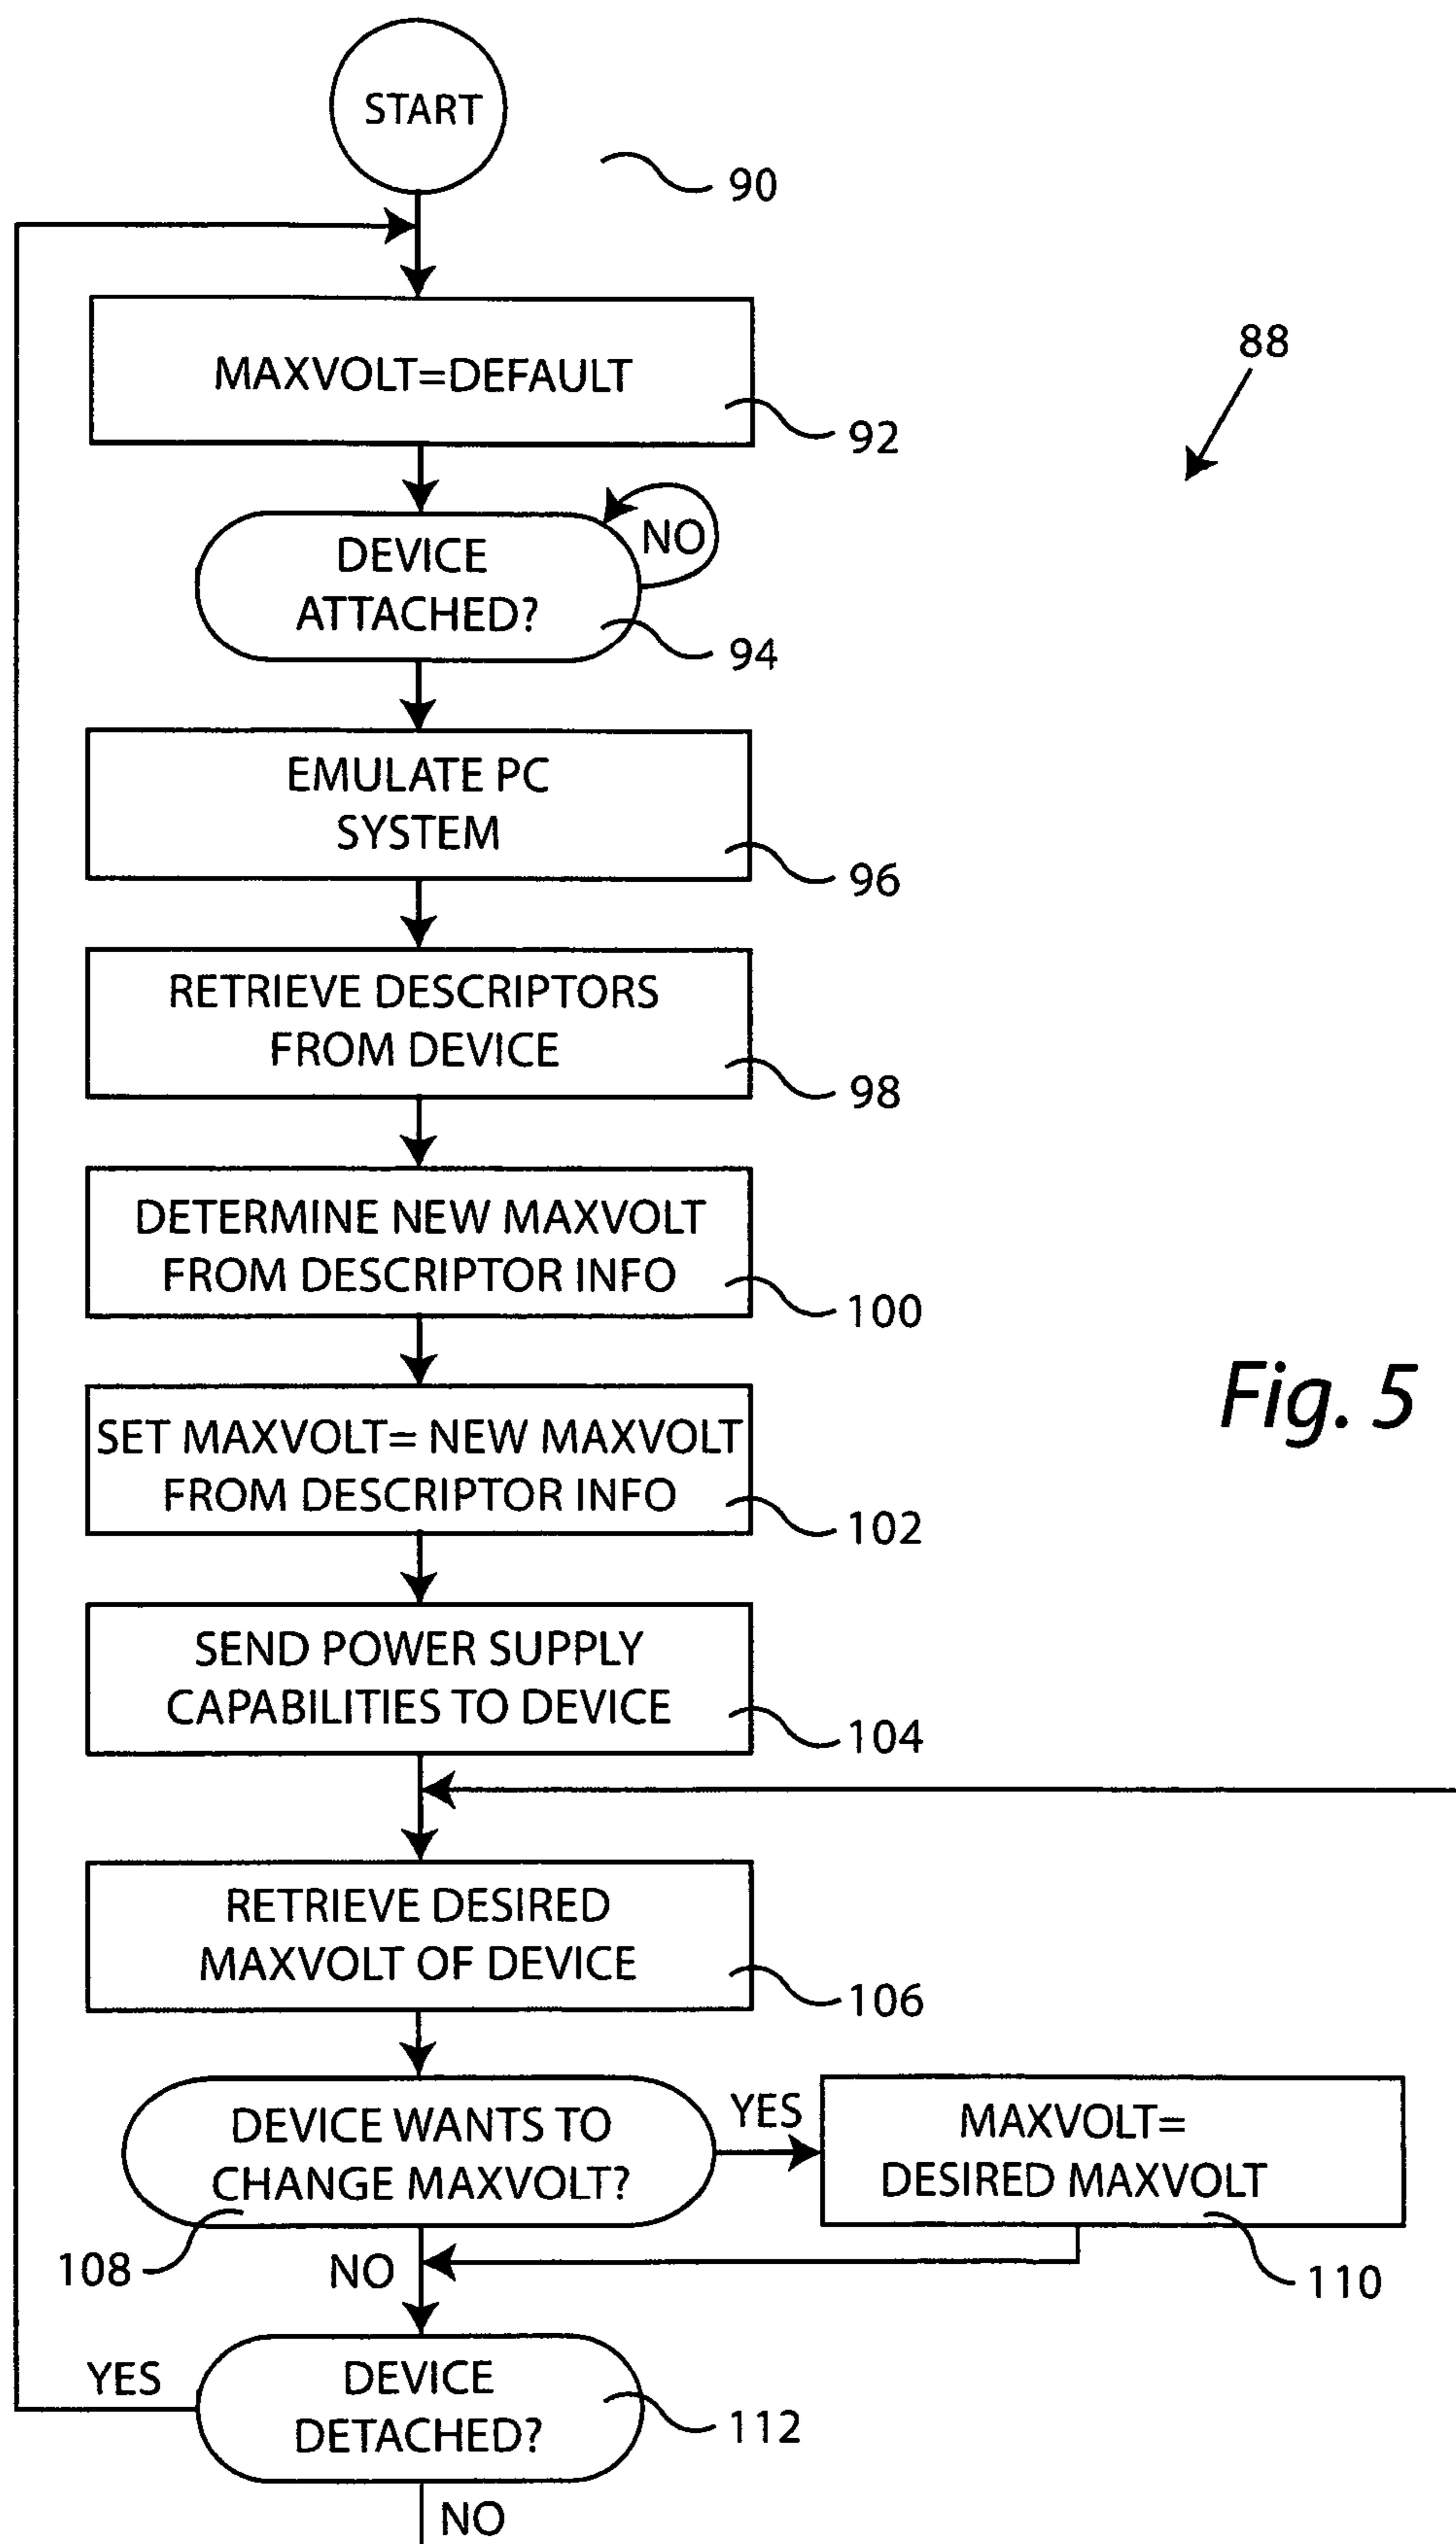 START
90
MAXVOLT=DEFAULT
92
88
DEVICE
ATTACHED?
NO
94
EMULATE PC
SYSTEM
96
RETRIEVE DESCRIPTORS
FROM DEVICE
98
DETERMINE NEW MAXVOLT
FROM DESCRIPTOR INFO
100
SET MAXVOLT= NEW MAXVOLT
FROM DESCRIPTOR INFO
102
Fig. 5
SEND POWER SUPPLY
CAPABILITIES TO DEVICE
104
RETRIEVE DESIRED
MAXVOLT OF DEVICE
106
DEVICE WANTS TO
CHANGE MAXVOLT?
108
YES
MAXVOLT=
DESIRED MAXVOLT
110
NO
DEVICE
DETACHED?
112
YES
NO